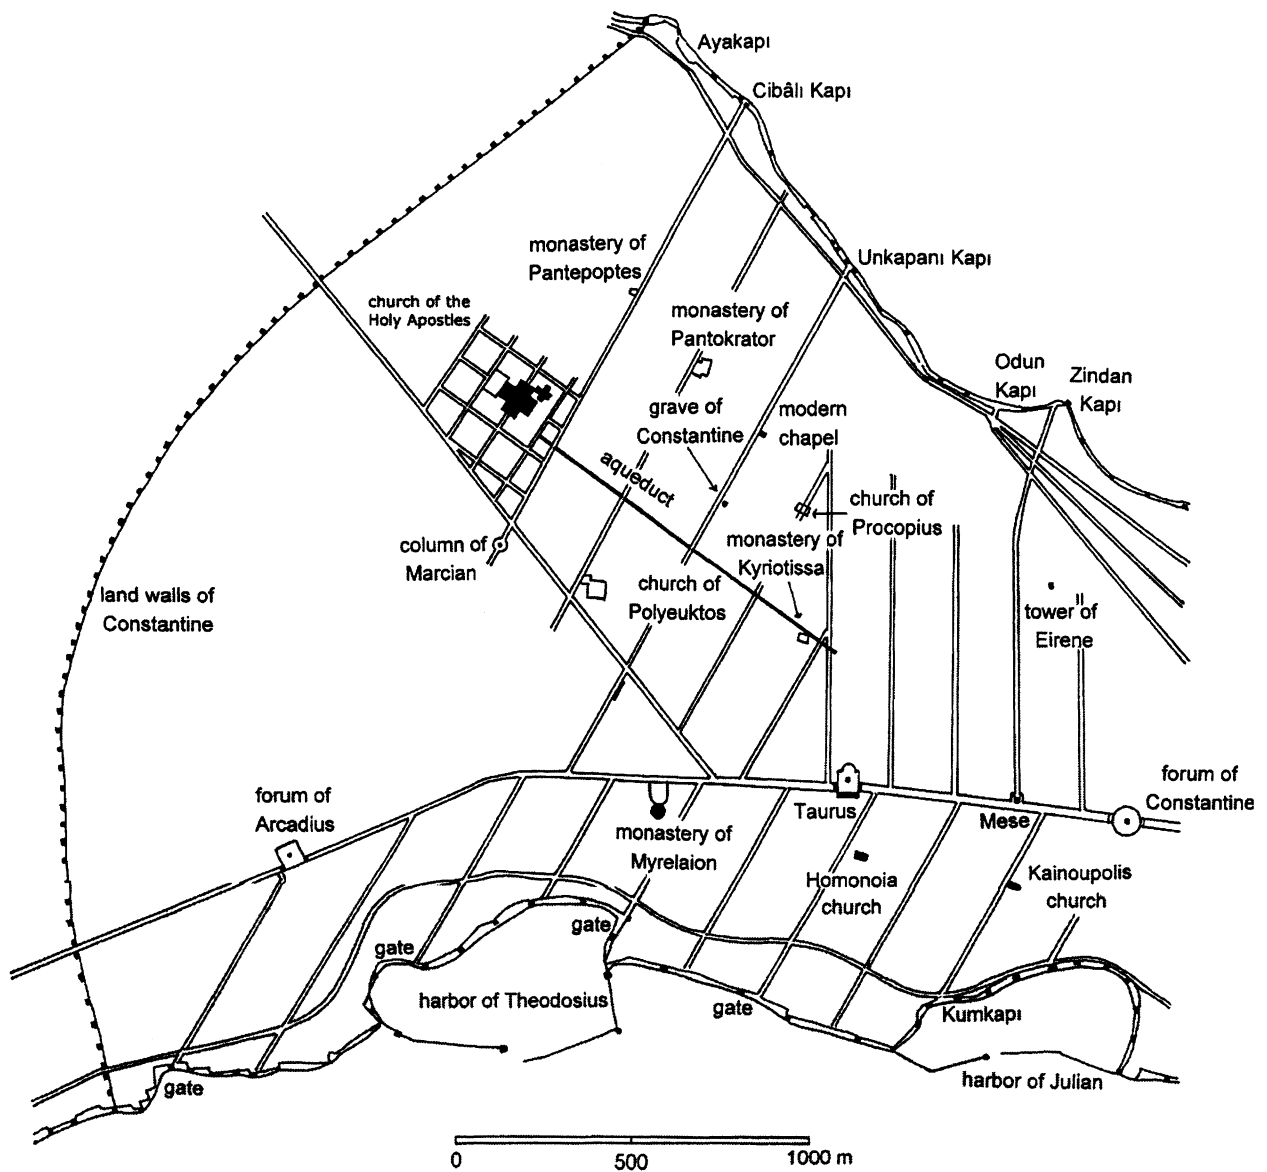 Ayakapı
Cibâlı Kapı
monastery of
Pantepoptes
Unkapanı Kapı
church of the
Holy Apostles
monastery of
Pantokrator
Odun
Kapı
Zindan
Kapı
grave of
Constantine
modern
chapel
aqueduct
church of
Procopius
column of
Marcian
monastery of
Kyriotissa
land walls of
Constantine
church of
Polyeuktos
tower of
Eirene
forum of
Arcadius
forum of
Constantine
Taurus
Mese
monastery of
Myrelaion
Homonoia
church
Kainoupolis
church
gate
gate
harbor of Theodosius
gate
Kumkapı
gate
harbor of Julian
0
500
1000 m